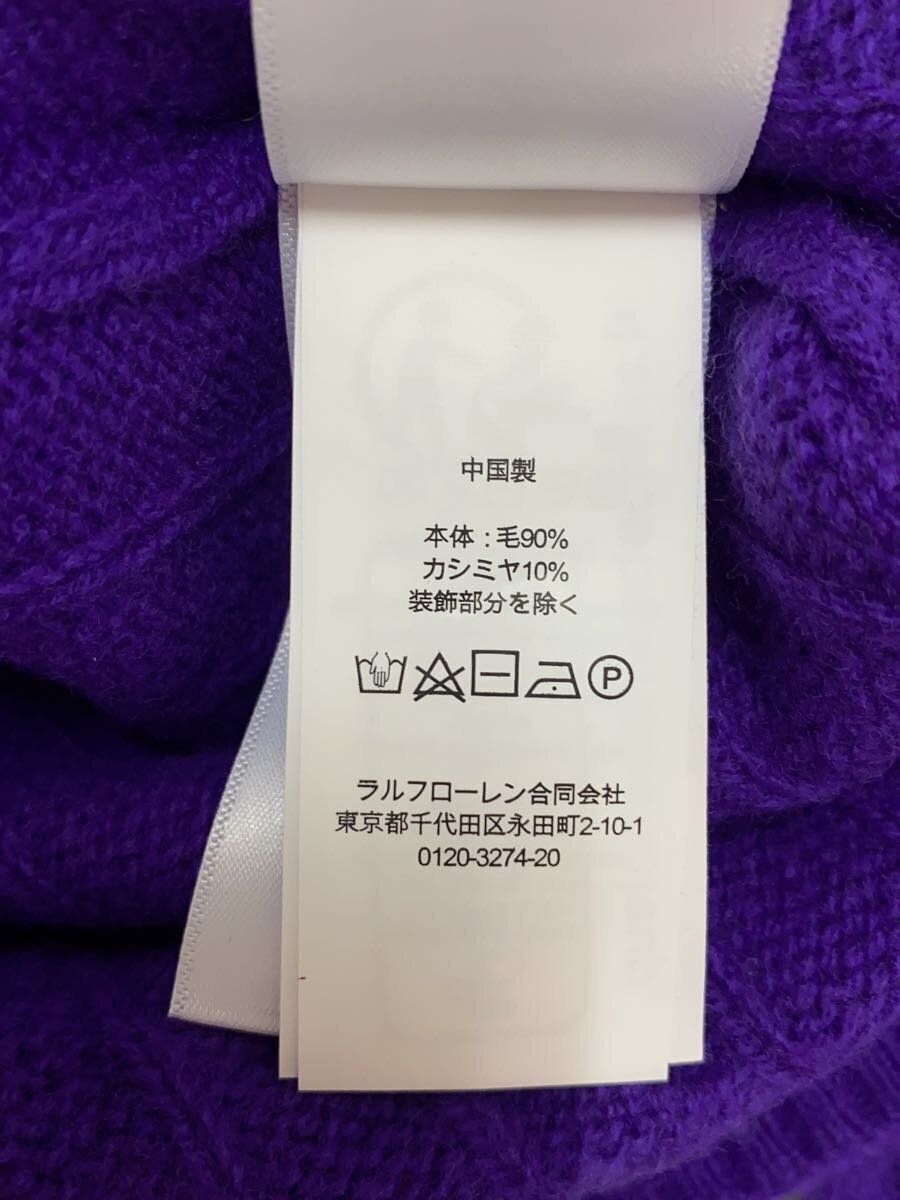 中国製
本体：毛90%
カシミヤ10%
装飾部分を除く
P
ラルフローレン合同会社
東京都千代田区永田町2-10-1
0120-3274-20